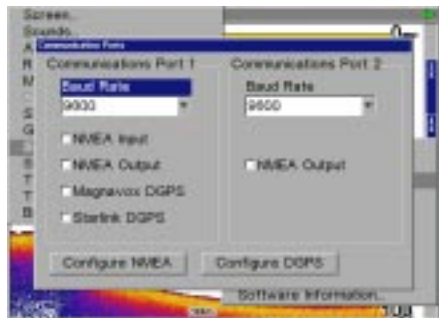 Screen...
Sounds...
Communication Ports
Communications Port 1
Communications Port 2
Baud Rate
Baud Rate
9600
9600
NMEA Input
NMEA Output
NMEA Output
Magnavox DGPS
Starlink DGPS
Configure NMEA
Configure DGPS
Software Information...